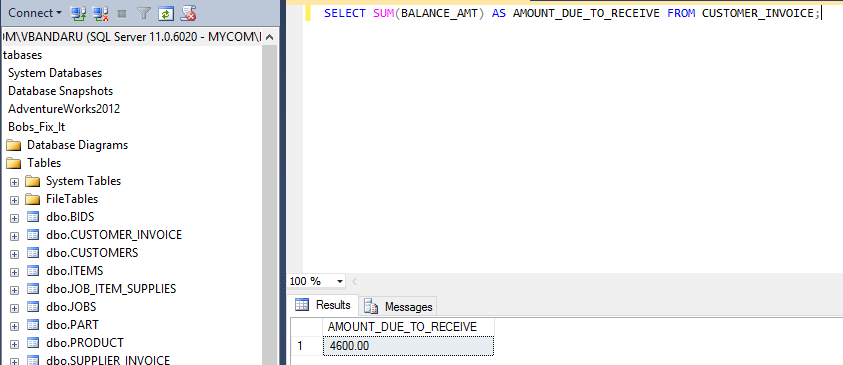 Connect
OM\VBANDARU (SQL Server 11.0.6020 - MYCOM\
tabases
System Databases
Database Snapshots
AdventureWorks2012
Bobs_Fix_It
Database Diagrams
Tables
System Tables
FileTables
dbo.BIDS
dbo.CUSTOMER_INVOICE
dbo.CUSTOMERS
dbo.ITEMS
dbo.JOB_ITEM_SUPPLIES
dbo.JOBS
dbo.PART
dbo.PRODUCT
dbo.SUPPLIER_INVOICE
SELECT SUM(BALANCE_AMT) AS AMOUNT_DUE_TO_RECEIVE FROM CUSTOMER_INVOICE;
100 %
Results Messages
AMOUNT_DUE_TO_RECEIVE
1 4600.00